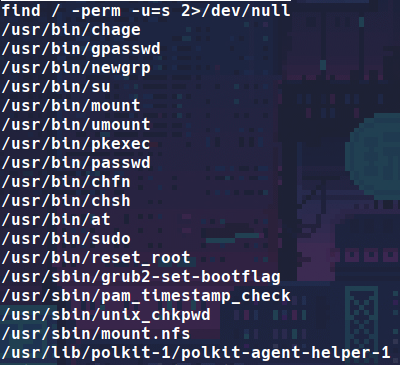 find / -perm -u=s 2>/dev/null
/usr/bin/chage
/usr/bin/gpasswd
/usr/bin/newgrp
/usr/bin/su
/usr/bin/mount
/usr/bin/umount
/usr/bin/pkexec
/usr/bin/passwd
/usr/bin/chfn
/usr/bin/chsh
/usr/bin/at
/usr/bin/sudo
/usr/bin/reset_root
/usr/sbin/grub2-set-bootflag
/usr/sbin/pam_timestamp_check
/usr/sbin/unix_chkpwd
/usr/sbin/mount.nfs
/usr/lib/polkit-1/polkit-agent-helper-1